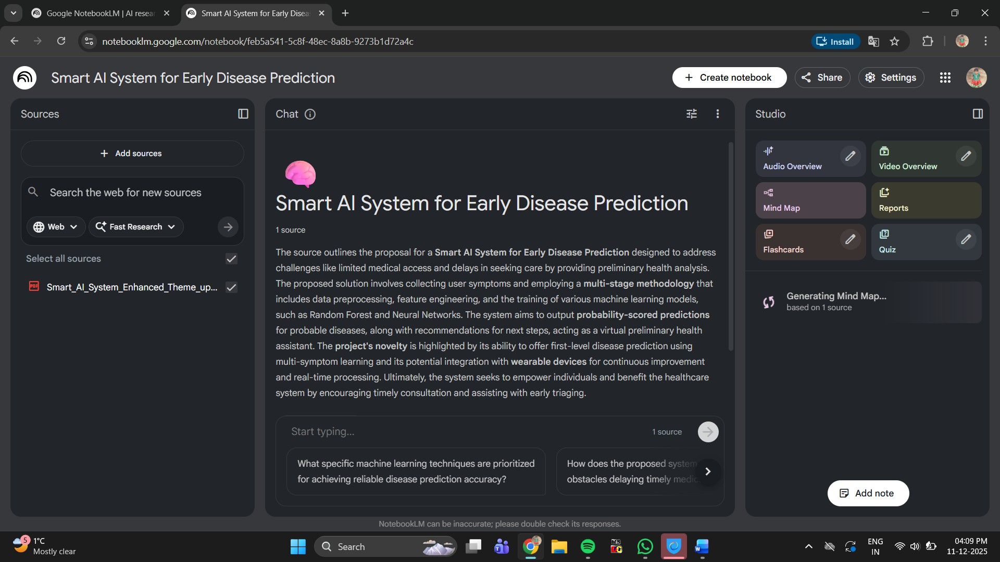 Google NotebookLM | AI resear
Smart AI System for Early Disea
notebooklm.google.com/notebook/feb5a541-5c8f-48ec-8a8b-9273b1d72a4c
Install
Smart AI System for Early Disease Prediction
Create notebook
Share
Settings
Sources
Add sources
Search the web for new sources
Web
Fast Research
Select all sources
PDF
Smart_AI_System_Enhanced_Theme_up...
Chat
Smart AI System for Early Disease Prediction
1 source
The source outlines the proposal for a Smart AI System for Early Disease Prediction designed to address
challenges like limited medical access and delays in seeking care by providing preliminary health analysis.
The proposed solution involves collecting user symptoms and employing a multi-stage methodology that
includes data preprocessing, feature engineering, and the training of various machine learning models,
such as Random Forest and Neural Networks. The system aims to output probability-scored predictions
for probable diseases, along with recommendations for next steps, acting as a virtual preliminary health
assistant. The project's novelty is highlighted by its ability to offer first-level disease prediction using
multi-symptom learning and its potential integration with wearable devices for continuous improvement
and real-time processing. Ultimately, the system seeks to empower individuals and benefit the healthcare
system by encouraging timely consultation and assisting with early triaging.
Start typing...
1 source
What specific machine learning techniques are prioritized
for achieving reliable disease prediction accuracy?
How does the proposed system
obstacles delaying timely medic
Studio
Audio Overview
Video Overview
Mind Map
Reports
Flashcards
Quiz
Generating Mind Map...
based on 1 source
Add note
NotebookLM can be inaccurate; please double check its responses.
5
1°C
Mostly clear
Search
ENG
IN
04:09 PM
11-12-2025